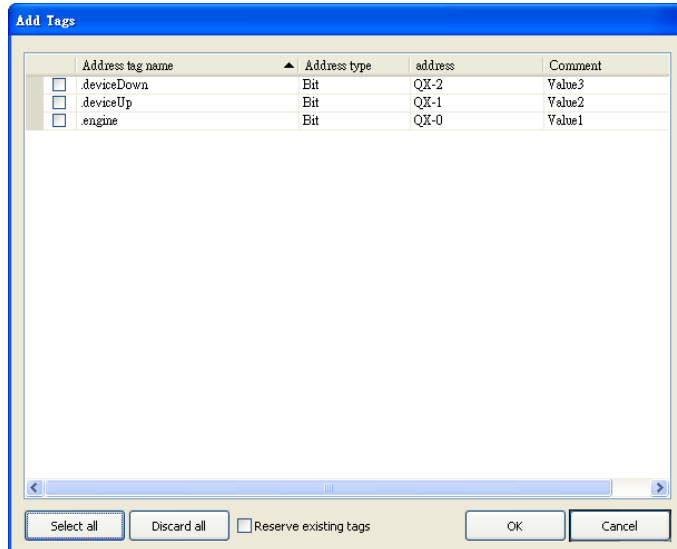 Add Tags
Address tag name Address type address Comment
.deviceDown Bit QX-2 Value3
.deviceUp Bit QX-1 Value2
.engine Bit QX-0 Value1
Select all Discard all Reserve existing tags OK Cancel